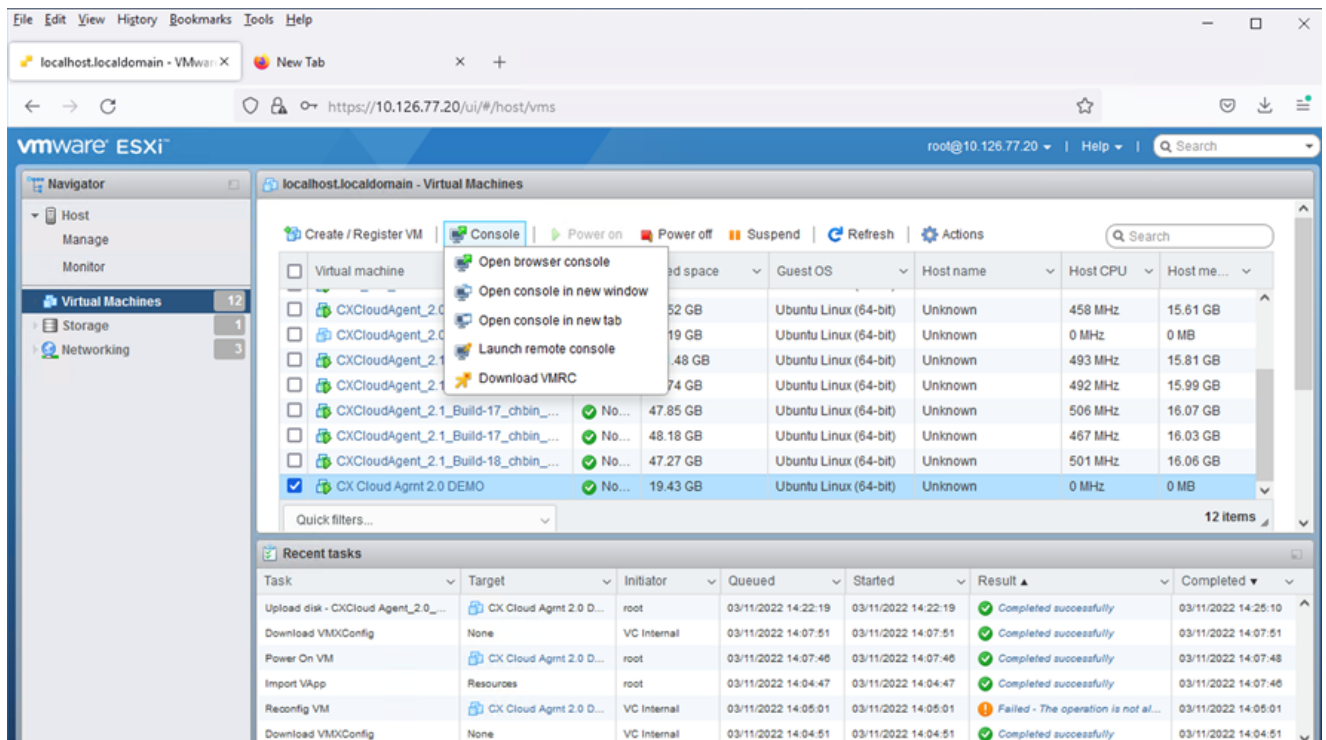 File Edit View History Bookmarks Tools Help
localhost.localdomain - VMwar
New Tab
https://10.126.77.20/ui/#/host/vms
vmware ESXi™
root@10.126.77.20 | Help | Search
Navigator
localhost.localdomain - Virtual Machines
Host
Manage
Monitor
Virtual Machines 12
Storage 1
Networking 3
Create / Register VM | Console | Power on Power off Suspend | Refresh | Actions Search
Open browser console
Open console in new window
Open console in new tab
Launch remote console
Download VMRC
Virtual machine ed space Guest OS Host name Host CPU Host me...
CXCloudAgent_2.0 52 GB Ubuntu Linux (64-bit) Unknown 458 MHz 15.61 GB
CXCloudAgent_2.0 19 GB Ubuntu Linux (64-bit) Unknown 0 MHz 0 MB
CXCloudAgent_2.1 .48 GB Ubuntu Linux (64-bit) Unknown 493 MHz 15.81 GB
CXCloudAgent_2.1 74 GB Ubuntu Linux (64-bit) Unknown 492 MHz 15.99 GB
CXCloudAgent_2.1_Build-17_chbin_... No... 47.85 GB Ubuntu Linux (64-bit) Unknown 506 MHz 16.07 GB
CXCloudAgent_2.1_Build-17_chbin_... No... 48.18 GB Ubuntu Linux (64-bit) Unknown 467 MHz 16.03 GB
CXCloudAgent_2.1_Build-18_chbin_... No... 47.27 GB Ubuntu Linux (64-bit) Unknown 501 MHz 16.06 GB
CX Cloud Agrnt 2.0 DEMO No... 19.43 GB Ubuntu Linux (64-bit) Unknown 0 MHz 0 MB
Quick filters... 12 items
Recent tasks
Task Target Initiator Queued Started Result ▲ Completed ▼
Upload disk - CXCloud Agent_2.0_... CX Cloud Agrnt 2.0 D... root 03/11/2022 14:22:19 03/11/2022 14:22:19 Completed successfully 03/11/2022 14:25:10
Download VMXConfig None VC Internal 03/11/2022 14:07:51 03/11/2022 14:07:51 Completed successfully 03/11/2022 14:07:51
Power On VM CX Cloud Agrnt 2.0 D... root 03/11/2022 14:07:46 03/11/2022 14:07:46 Completed successfully 03/11/2022 14:07:48
Import VApp Resources root 03/11/2022 14:04:47 03/11/2022 14:04:47 Completed successfully 03/11/2022 14:07:46
Reconfig VM CX Cloud Agrnt 2.0 D... VC Internal 03/11/2022 14:05:01 03/11/2022 14:05:01 Failed - The operation is not al... 03/11/2022 14:05:01
Download VMXConfig None VC Internal 03/11/2022 14:04:51 03/11/2022 14:04:51 Completed successfully 03/11/2022 14:04:51